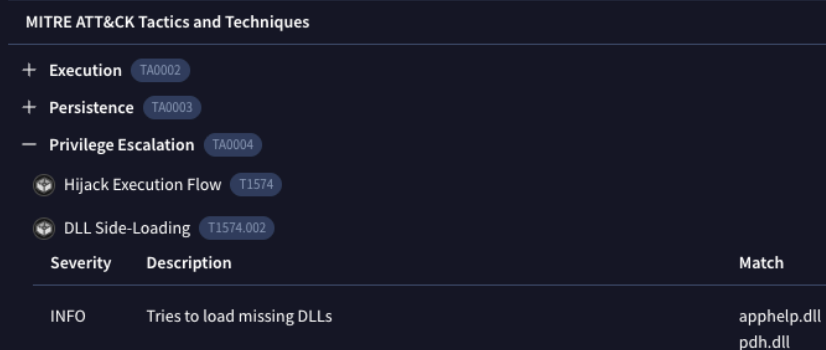 MITRE ATT&CK Tactics and Techniques
+ Execution TA0002
+ Persistence TA0003
− Privilege Escalation TA0004
Hijack Execution Flow T1574
DLL Side-Loading T1574.002
Severity Description Match
INFO Tries to load missing DLLs apphelp.dll
pdh.dll